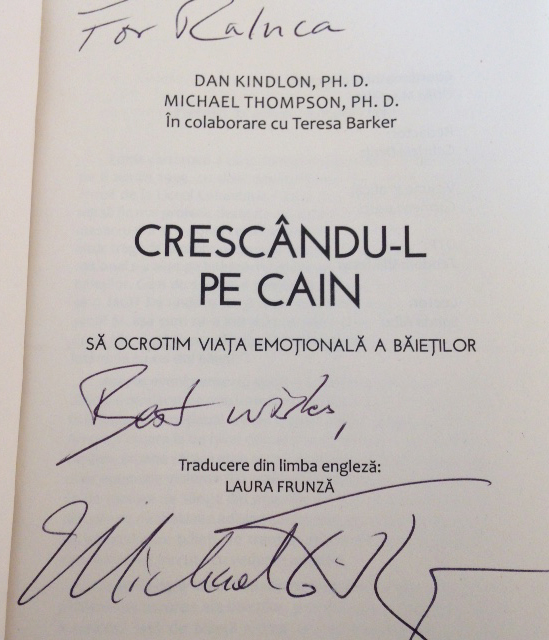 For Raluca
DAN KINDLON, PH. D.
MICHAEL THOMPSON, PH. D.
În colaborare cu Teresa Barker
CRESCÂNDU-L
PE CAIN
SĂ OCROTIM VIAȚA EMOȚIONALĂ A BĂIEȚILOR
Best wishes,
Traducere din limba engleză:
LAURA FRUNZĂ
Michael